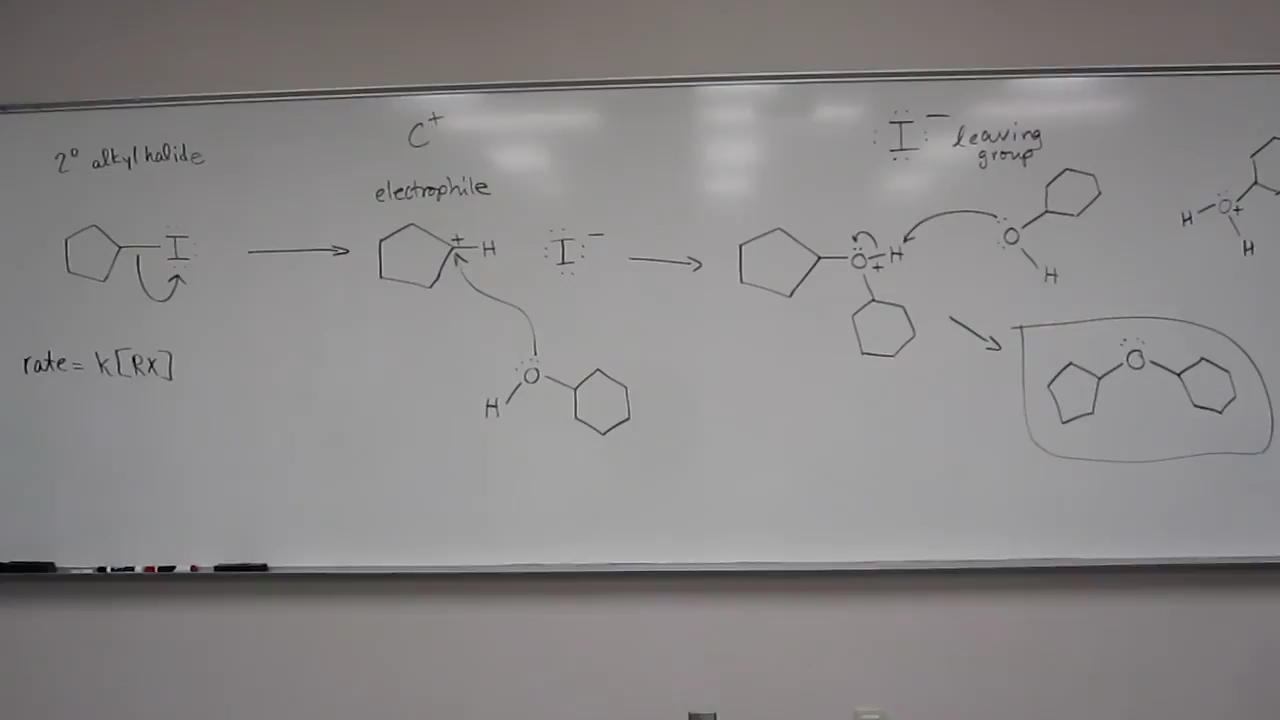 2° alkyl halide
I
rate = k[RX]
C+
electrophile
+ H
I −
H O
I − leaving
group
O + H
O
H
O
H O +
H